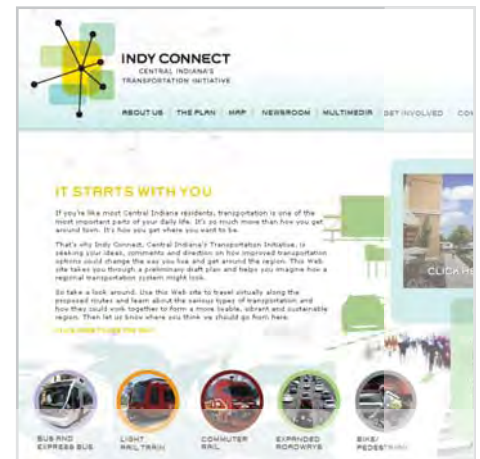 INDY CONNECT
CENTRAL INDIANA'S
TRANSPORTATION INITIATIVE
ABOUT US THE PLAN MAP NEWSROOM MULTIMEDIA GET INVOLVED CON
IT STARTS WITH YOU
If you're like most Central Indiana residents, transportation is one of the
most important parts of your daily life. It's so much more than how you get
around town. It's how you get where you want to be.
That's why Indy Connect, Central Indiana's Transportation Initiative, is
seeking your ideas, comments and direction on how improved transportation
options could change the way you live and get around the region. This Web
site takes you through a preliminary draft plan and helps you imagine how a
regional transportation system might look.
So take a look around. Use this Web site to travel virtually along the
proposed routes and learn about the various types of transportation and
how they could work together to form a more livable, vibrant and sustainable
region. Then let us know where you think we should go from here.
CLICK HE
BUS AND
EXPRESS BUS
LIGHT
RAIL TRAIN
COMMUTER
RAIL
EXPANDED
ROADWAYS
BIKE/
PEDESTRIAN